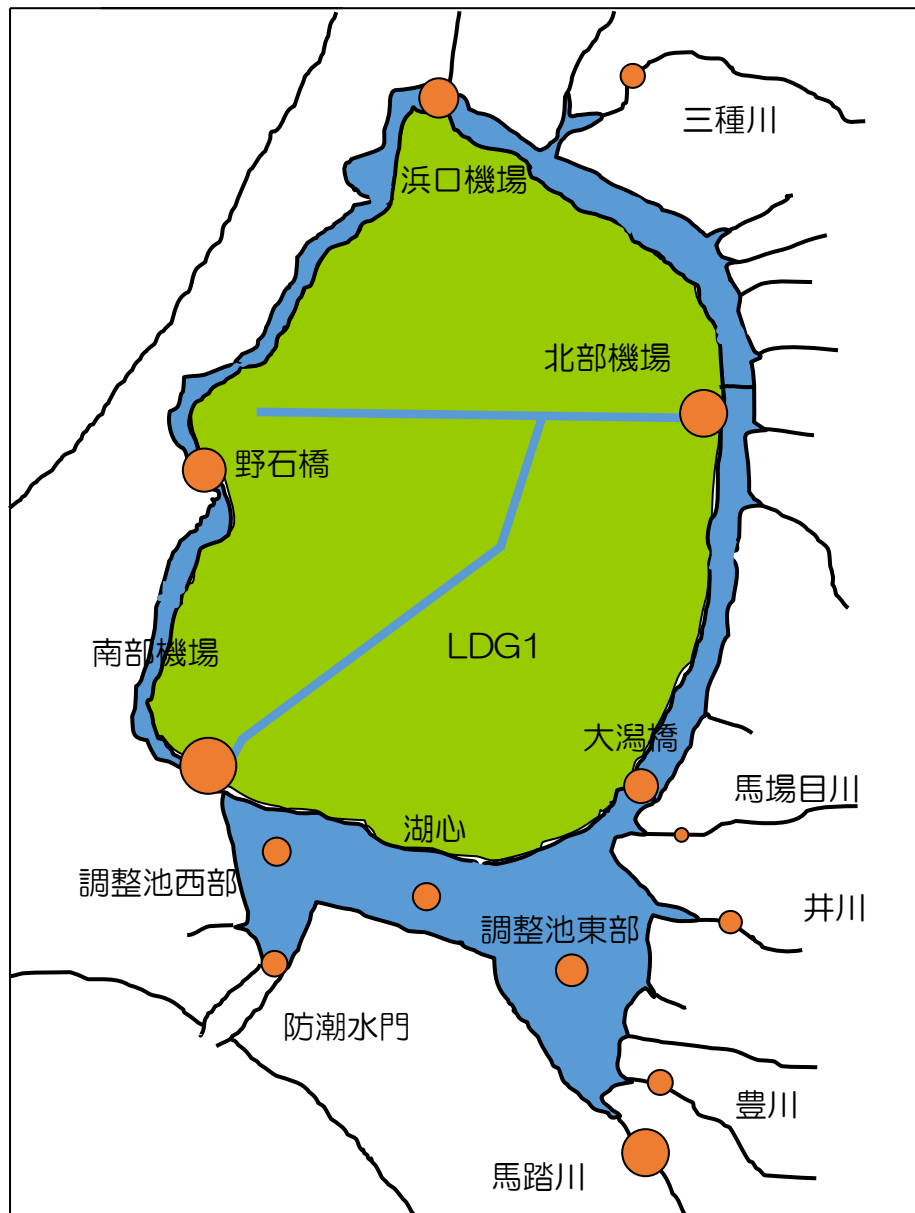 三種川
浜口機場
北部機場
野石橋
LDG1
南部機場
大潟橋
馬場目川
湖心
調整池西部
井川
調整池東部
防潮水門
豊川
馬踏川